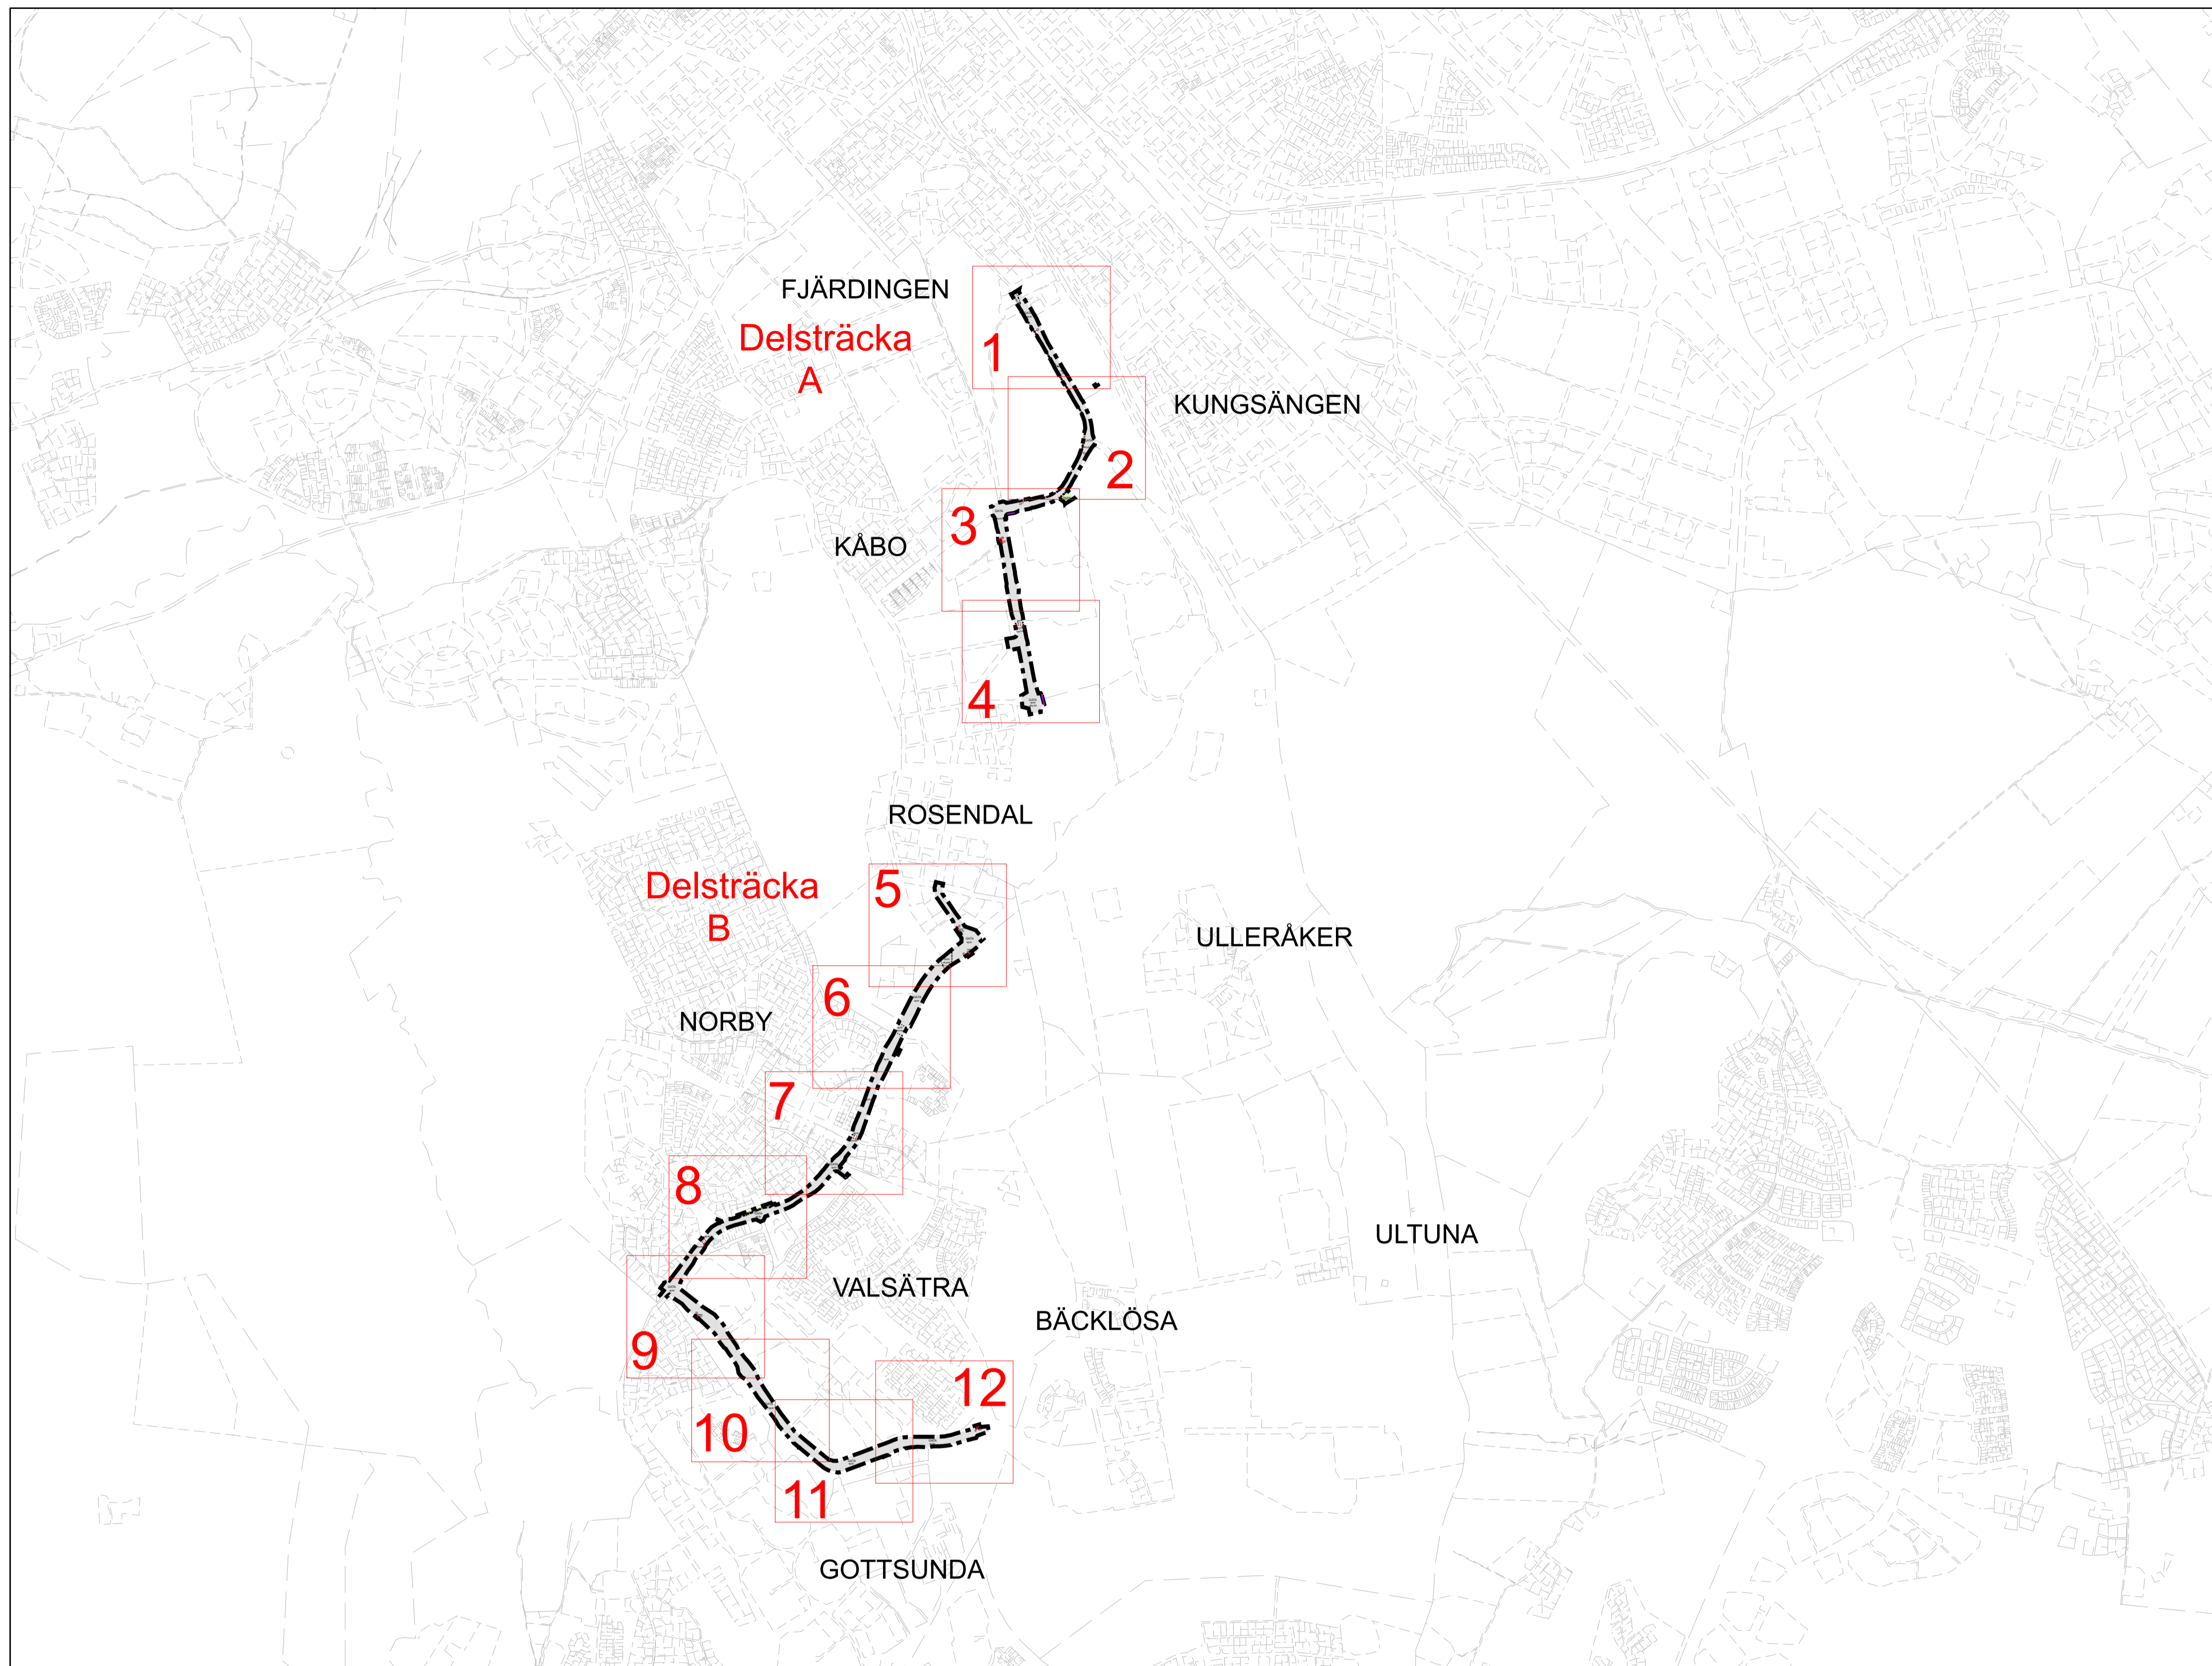 FJÄRDINGEN
Delsträcka
A
1
KUNGSÄNGEN
2
3
KÅBO
4
ROSENDAL
Delsträcka
B
5
ULLERÅKER
6
NORBY
7
8
ULTUNA
VALSÄTRA
BÄCKLÖSA
9
12
10
11
GOTTSUNDA